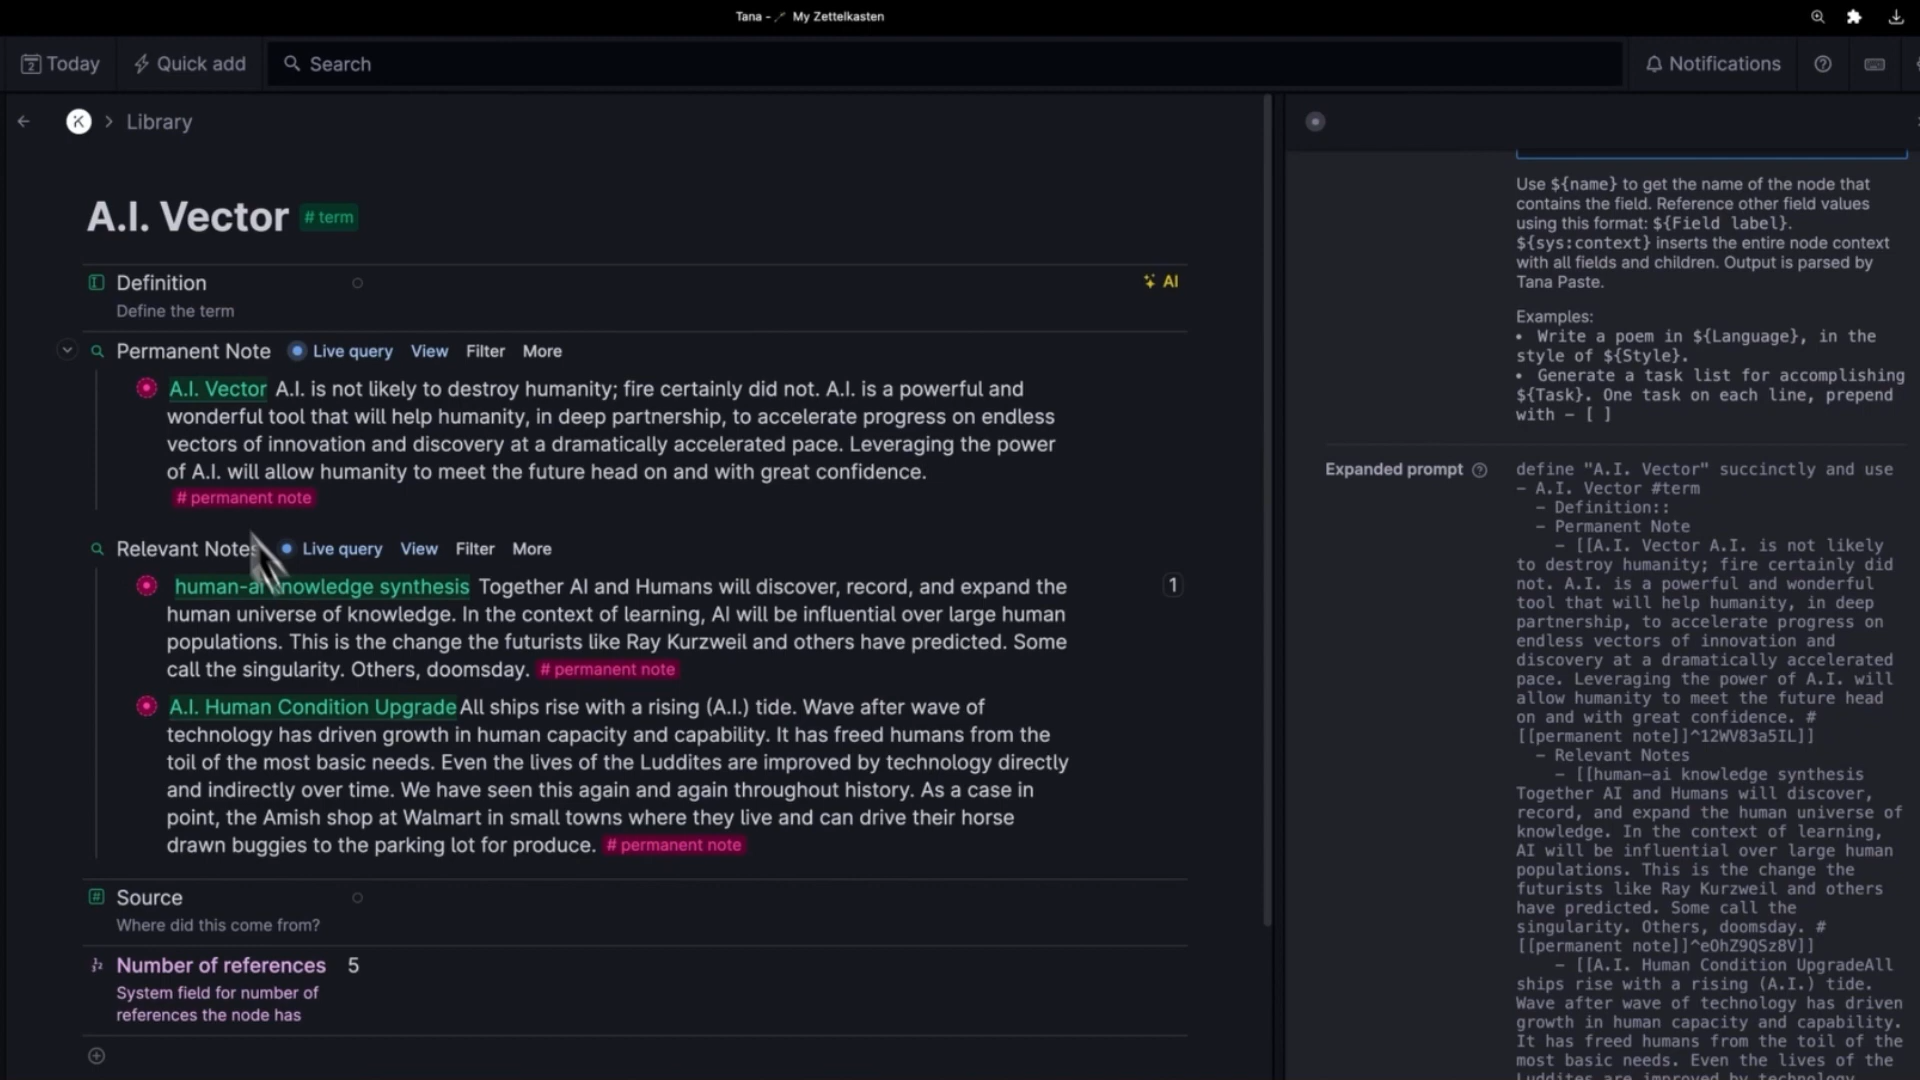 Tana - My Zettelkasten
Today
Quick add
Search
Notifications
Library
A.I. Vector # term
Definition
AI
Define the term
Permanent Note Live query View Filter More
A.I. Vector A.I. is not likely to destroy humanity; fire certainly did not. A.I. is a powerful and
wonderful tool that will help humanity, in deep partnership, to accelerate progress on endless
vectors of innovation and discovery at a dramatically accelerated pace. Leveraging the power
of A.I. will allow humanity to meet the future head on and with great confidence.
# permanent note
Relevant Notes Live query View Filter More
human-ai knowledge synthesis Together AI and Humans will discover, record, and expand the
1
human universe of knowledge. In the context of learning, AI will be influential over large human
populations. This is the change the futurists like Ray Kurzweil and others have predicted. Some
call the singularity. Others, doomsday. # permanent note
A.I. Human Condition Upgrade All ships rise with a rising (A.I.) tide. Wave after wave of
technology has driven growth in human capacity and capability. It has freed humans from the
toil of the most basic needs. Even the lives of the Luddites are improved by technology directly
and indirectly over time. We have seen this again and again throughout history. As a case in
point, the Amish shop at Walmart in small towns where they live and can drive their horse
drawn buggies to the parking lot for produce. # permanent note
Source
Where did this come from?
Number of references 5
System field for number of
references the node has
Use ${name} to get the name of the node that
contains the field. Reference other field values
using this format: ${Field label}.
${sys:context} inserts the entire node context
with all fields and children. Output is parsed by
Tana Paste.
Examples:
• Write a poem in ${Language}, in the
style of ${Style}.
• Generate a task list for accomplishing
${Task}. One task on each line, prepend
with - [ ]
Expanded prompt
define "A.I. Vector" succinctly and use
- A.I. Vector #term
- Definition::
- Permanent Note
- [[A.I. Vector A.I. is not likely
to destroy humanity; fire certainly did
not. A.I. is a powerful and wonderful
tool that will help humanity, in deep
partnership, to accelerate progress on
endless vectors of innovation and
discovery at a dramatically accelerated
pace. Leveraging the power of A.I. will
allow humanity to meet the future head
on and with great confidence. #
[[permanent note]]^12WV83a5IL]]
- Relevant Notes
- [[human-ai knowledge synthesis
Together AI and Humans will discover,
record, and expand the human universe of
knowledge. In the context of learning,
AI will be influential over large human
populations. This is the change the
futurists like Ray Kurzweil and others
have predicted. Some call the
singularity. Others, doomsday. #
[[permanent note]]^eOhZ9QSz8V]]
- [[A.I. Human Condition UpgradeAll
ships rise with a rising (A.I.) tide.
Wave after wave of technology has driven
growth in human capacity and capability.
It has freed humans from the toil of the
most basic needs. Even the lives of the
Luddites are improved by technology